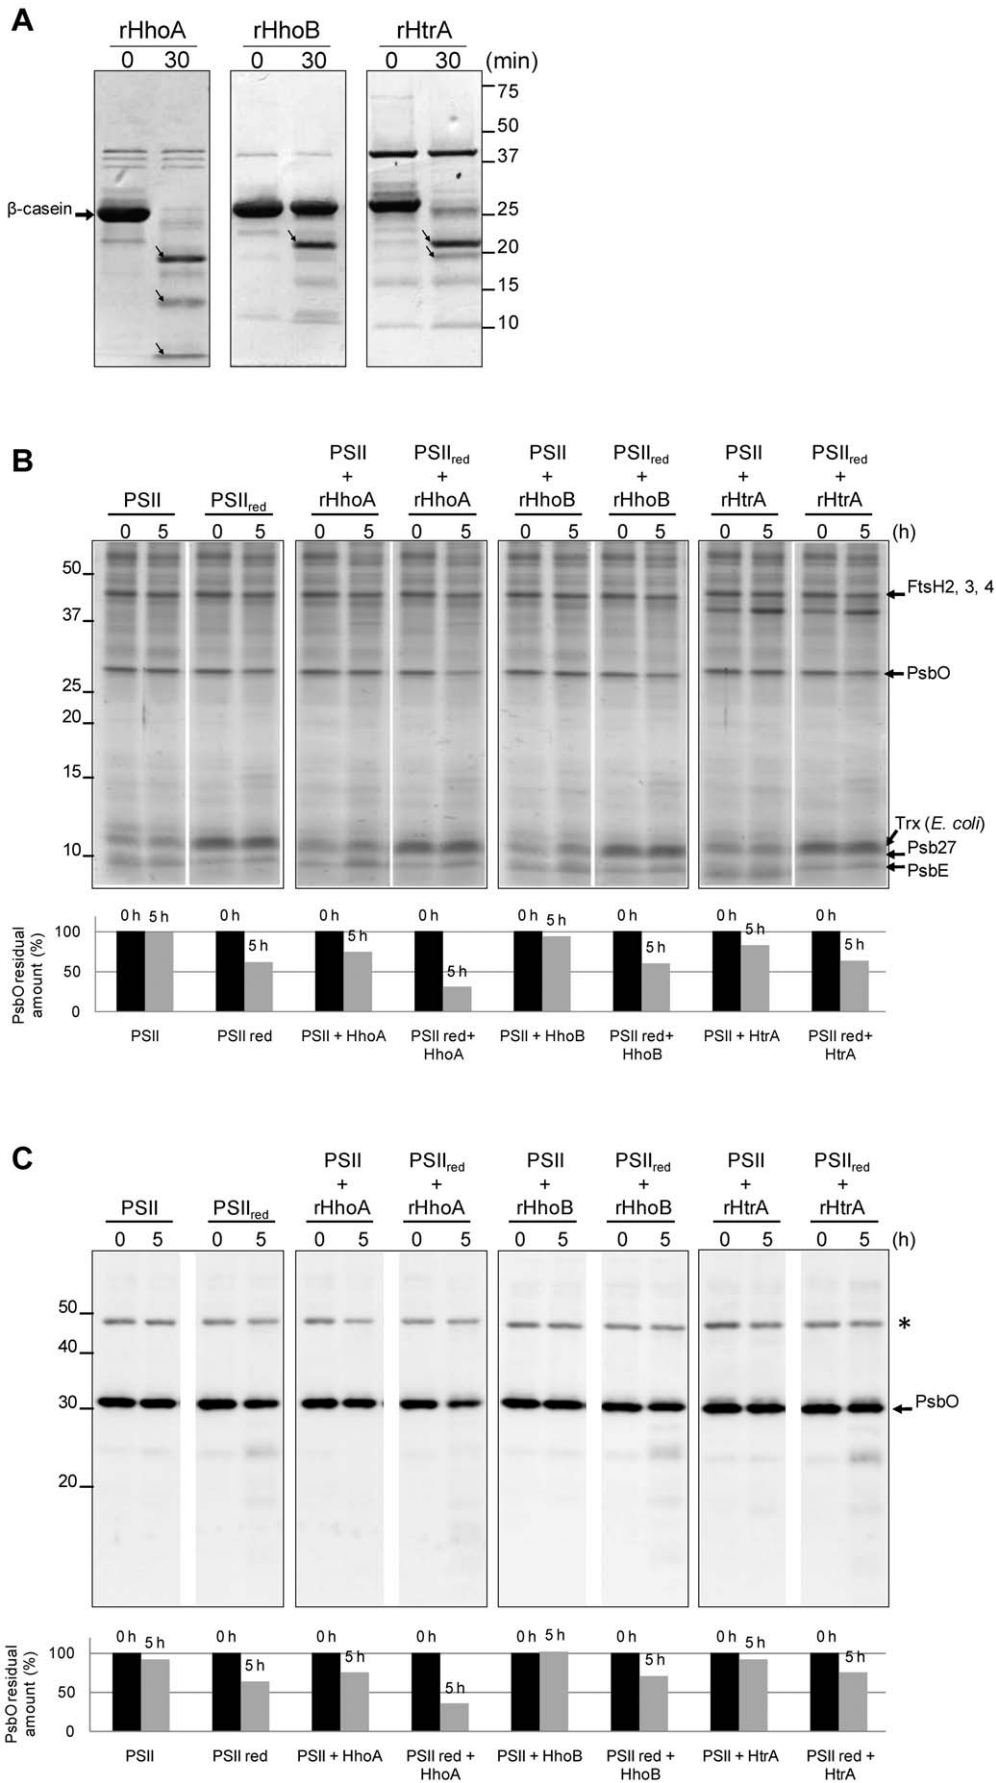 A
rHhoA rHhoB rHtrA
0 30 0 30 0 30 (min)
75
50
37
β-casein
25
20
15
10
B
PSII PSIIred PSII PSIIred PSII PSIIred
+ + + + + +
PSII PSIIred rHhoA rHhoA rHhoB rHhoB rHtrA rHtrA
0 5 0 5 0 5 0 5 0 5 0 5 0 5 0 5 (h)
50
FtsH2, 3, 4
37
PsbO
25
20
15
Trx (E. coli)
10
Psb27
PsbE
PsbO residual
amount (%)
0 h 5 h 0 h 0 h 0 h 0 h 5 h 0 h 0 h 0 h
5 h 5 h 5 h 5 h 5 h 5 h
100
50
0
PSII PSII red PSII + HhoA PSII red+ PSII + HhoB PSII red+ PSII + HtrA PSII red+
HhoA HhoB HtrA
C
PSII PSIIred PSII PSIIred PSII PSIIred
+ + + + + +
PSII PSIIred rHhoA rHhoA rHhoB rHhoB rHtrA rHtrA
0 5 0 5 0 5 0 5 0 5 0 5 0 5 0 5 (h)
50
*
40
30
PsbO
20
PsbO residual
amount (%)
0 h 5 h 0 h 0 h 0 h 0 h 5 h 0 h 0 h 5 h 0 h
5 h 5 h 5 h 5 h 5 h
100
50
0
PSII PSII red PSII + HhoA PSII red + PSII + HhoB PSII red + PSII + HtrA PSII red +
HhoA HhoB HtrA